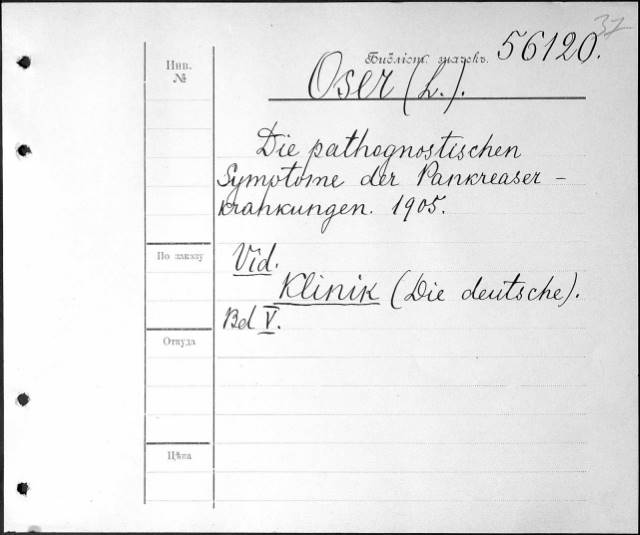 37
Библіот. значекъ. 56120.
Инв.
№
Oser (L.).
Die pathognostischen
Symptome der Pankreaser-
krankungen. 1905.
По заказу
Vid.
Klinik (Die deutsche).
Bd V.
Откуда
Цѣна